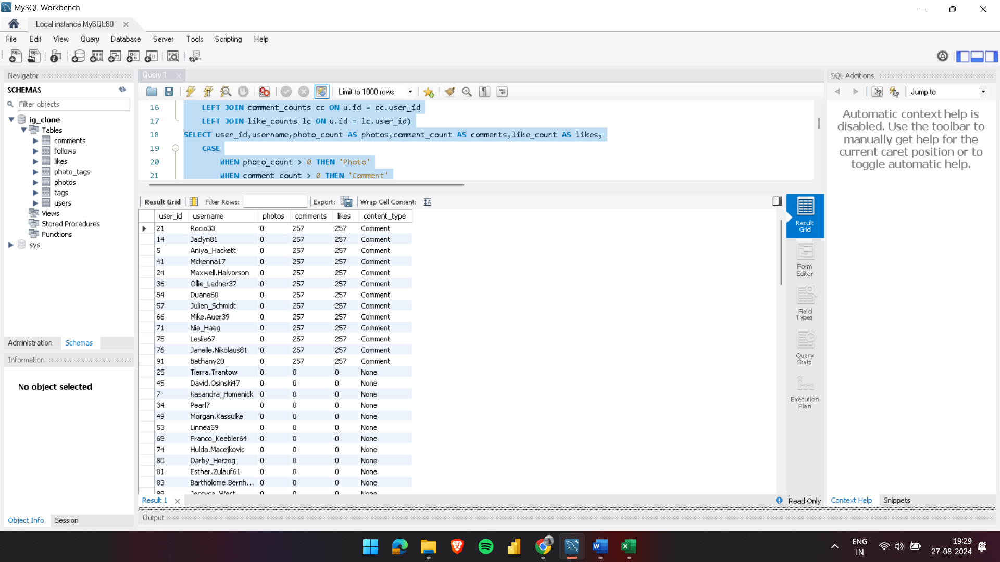 MySQL Workbench
Local instance MySQL80
File Edit View Query Database Server Tools Scripting Help
Navigator
SCHEMAS
Filter objects
ig_clone
Tables
comments
follows
likes
photo_tags
photos
tags
users
Views
Stored Procedures
Functions
sys
Administration Schemas
Information
No object selected
Object Info Session
Query 1
Limit to 1000 rows
16 LEFT JOIN comment_counts cc ON u.id = cc.user_id
17 LEFT JOIN like_counts lc ON u.id = lc.user_id)
18 SELECT user_id,username,photo_count AS photos,comment_count AS comments,like_count AS likes,
19 CASE
20 WHEN photo_count > 0 THEN 'Photo'
21 WHEN comment_count > 0 THEN 'Comment'
Result Grid Filter Rows: Export: Wrap Cell Content:
user_id username photos comments likes content_type
21 Rocio33 0 257 257 Comment
14 Jaclyn81 0 257 257 Comment
5 Aniya_Hackett 0 257 257 Comment
41 Mckenna17 0 257 257 Comment
24 Maxwell.Halvorson 0 257 257 Comment
36 Ollie_Ledner37 0 257 257 Comment
54 Duane60 0 257 257 Comment
57 Julien_Schmidt 0 257 257 Comment
66 Mike.Auer39 0 257 257 Comment
71 Nia_Haag 0 257 257 Comment
75 Leslie67 0 257 257 Comment
76 Janelle.Nikolaus81 0 257 257 Comment
91 Bethany20 0 257 257 Comment
25 Tierra.Trantow 0 0 0 None
45 David.Osinski47 0 0 0 None
7 Kasandra_Homenick 0 0 0 None
34 Pearl7 0 0 0 None
49 Morgan.Kassulke 0 0 0 None
53 Linnea59 0 0 0 None
68 Franco_Keebler64 0 0 0 None
74 Hulda.Macejkovic 0 0 0 None
80 Darby_Herzog 0 0 0 None
81 Esther.Zulauf61 0 0 0 None
83 Bartholome.Bernh... 0 0 0 None
89 Jessyca_West 0 0 0 None
Result 1
Read Only
Output
Result
Grid
Form
Editor
Field
Types
Query
Stats
Execution
Plan
SQL Additions
Jump to
Automatic context help is
disabled. Use the toolbar to
manually get help for the
current caret position or to
toggle automatic help.
Context Help Snippets
ENG
IN
19:29
27-08-2024